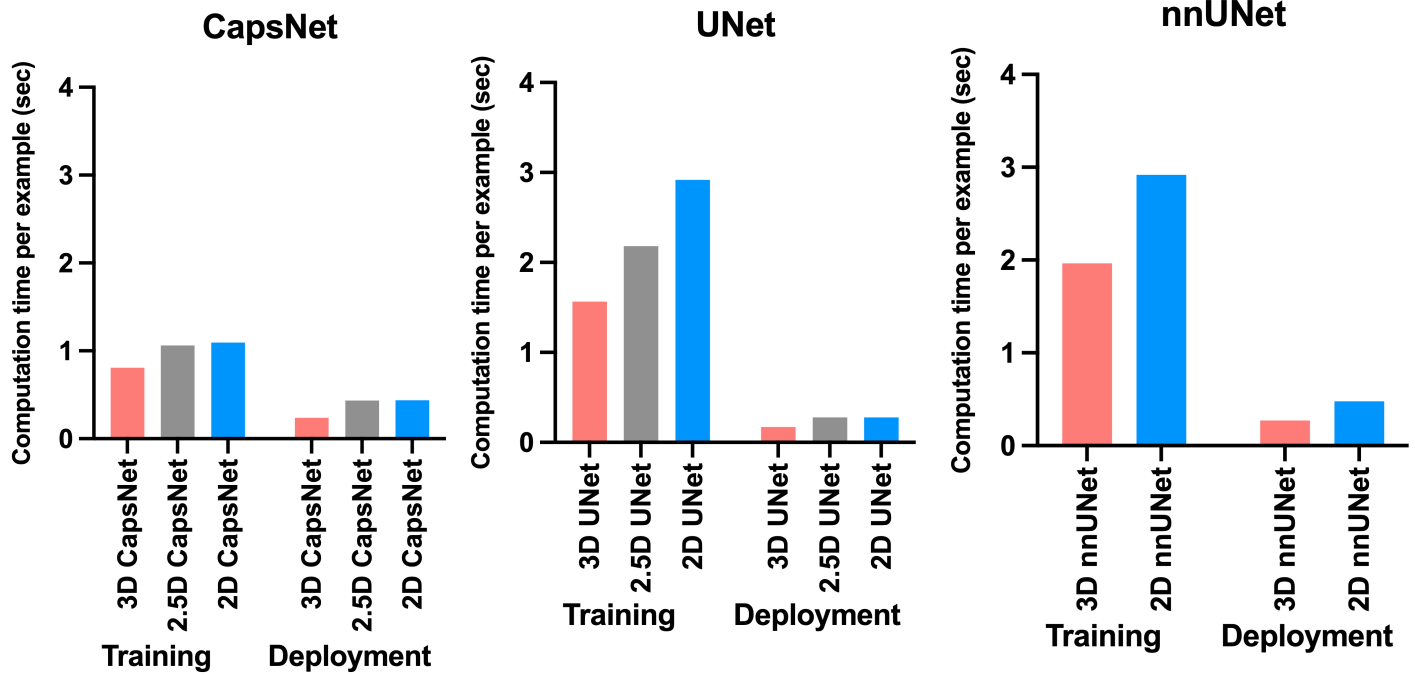 CapsNet
Computation time per example (sec)
4
3
2
1
0
3D CapsNet
2.5D CapsNet
2D CapsNet
3D CapsNet
2.5D CapsNet
2D CapsNet
Training
Deployment
UNet
Computation time per example (sec)
4
3
2
1
0
3D UNet
2.5D UNet
2D UNet
3D UNet
2.5D UNet
2D UNet
Training
Deployment
nnUNet
Computation time per example (sec)
4
3
2
1
0
3D nnUNet
2D nnUNet
3D nnUNet
2D nnUNet
Training
Deployment